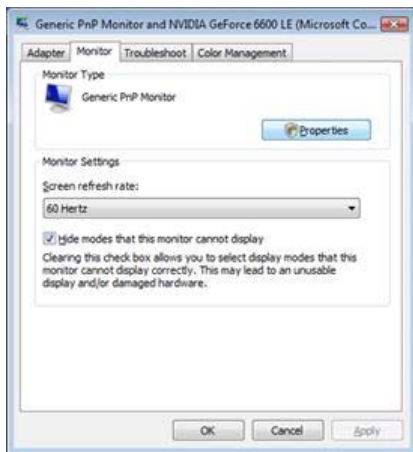 Generic PnP Monitor and NVIDIA GeForce 6600 LE (Microsoft Co...
Adapter Monitor Troubleshoot Color Management
Monitor Type
Generic PnP Monitor
Properties
Monitor Settings
Screen refresh rate:
60 Hertz
Hide modes that this monitor cannot display
Clearing this check box allows you to select display modes that this
monitor cannot display correctly. This may lead to an unusable
display and/or damaged hardware.
OK Cancel Apply